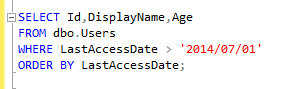 SELECT Id,DisplayName,Age
FROM dbo.Users
WHERE LastAccessDate > '2014/07/01'
ORDER BY LastAccessDate;